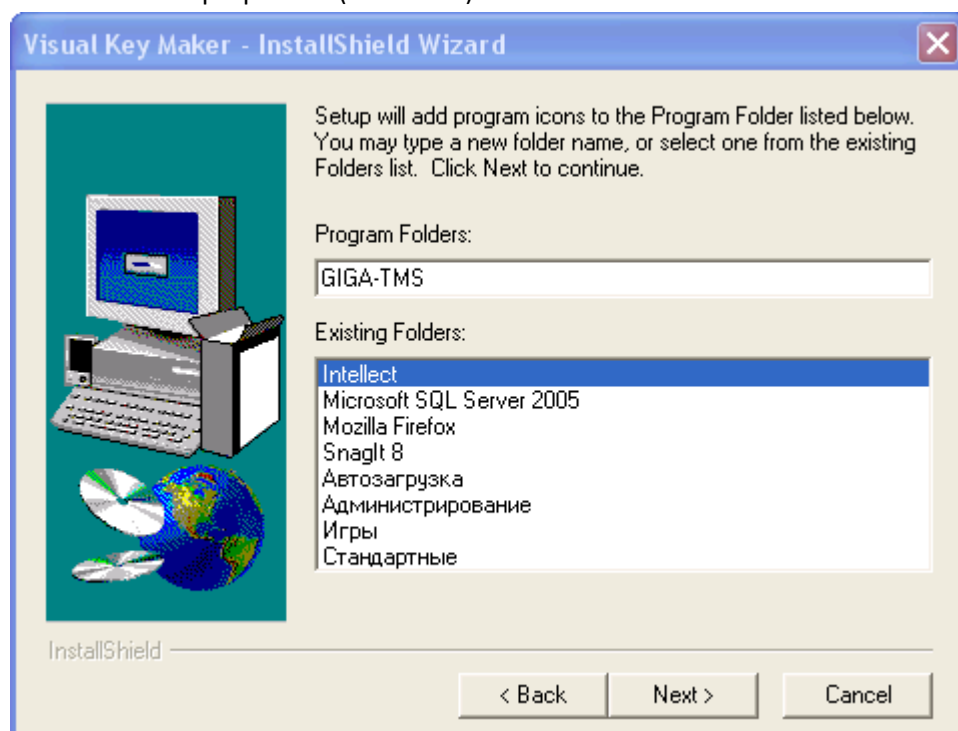 Visual Key Maker - InstallShield Wizard
Setup will add program icons to the Program Folder listed below.
You may type a new folder name, or select one from the existing
Folders list. Click Next to continue.
Program Folders:
GIGA-TMS
Existing Folders:
Intellect
Microsoft SQL Server 2005
Mozilla Firefox
SnagIt 8
Автозагрузка
Администрирование
Игры
Стандартные
InstallShield
< Back
Next >
Cancel